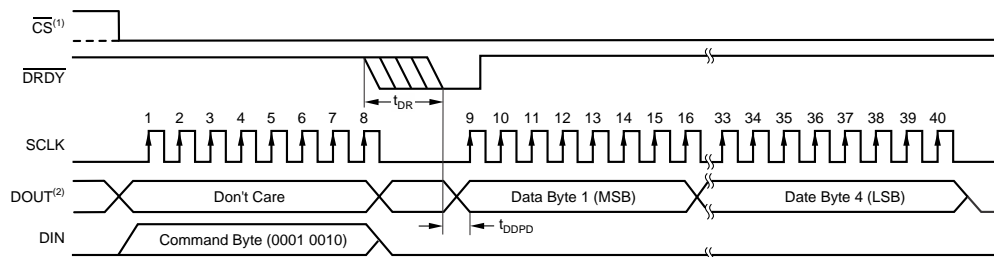 CS(1)
DRDY
tDR
1 2 3 4 5 6 7 8 9 10 11 12 13 14 15 16 33 34 35 36 37 38 39 40
SCLK
DOUT(2) Don't Care Data Byte 1 (MSB) Date Byte 4 (LSB)
tDDPD
DIN Command Byte (0001 0010)